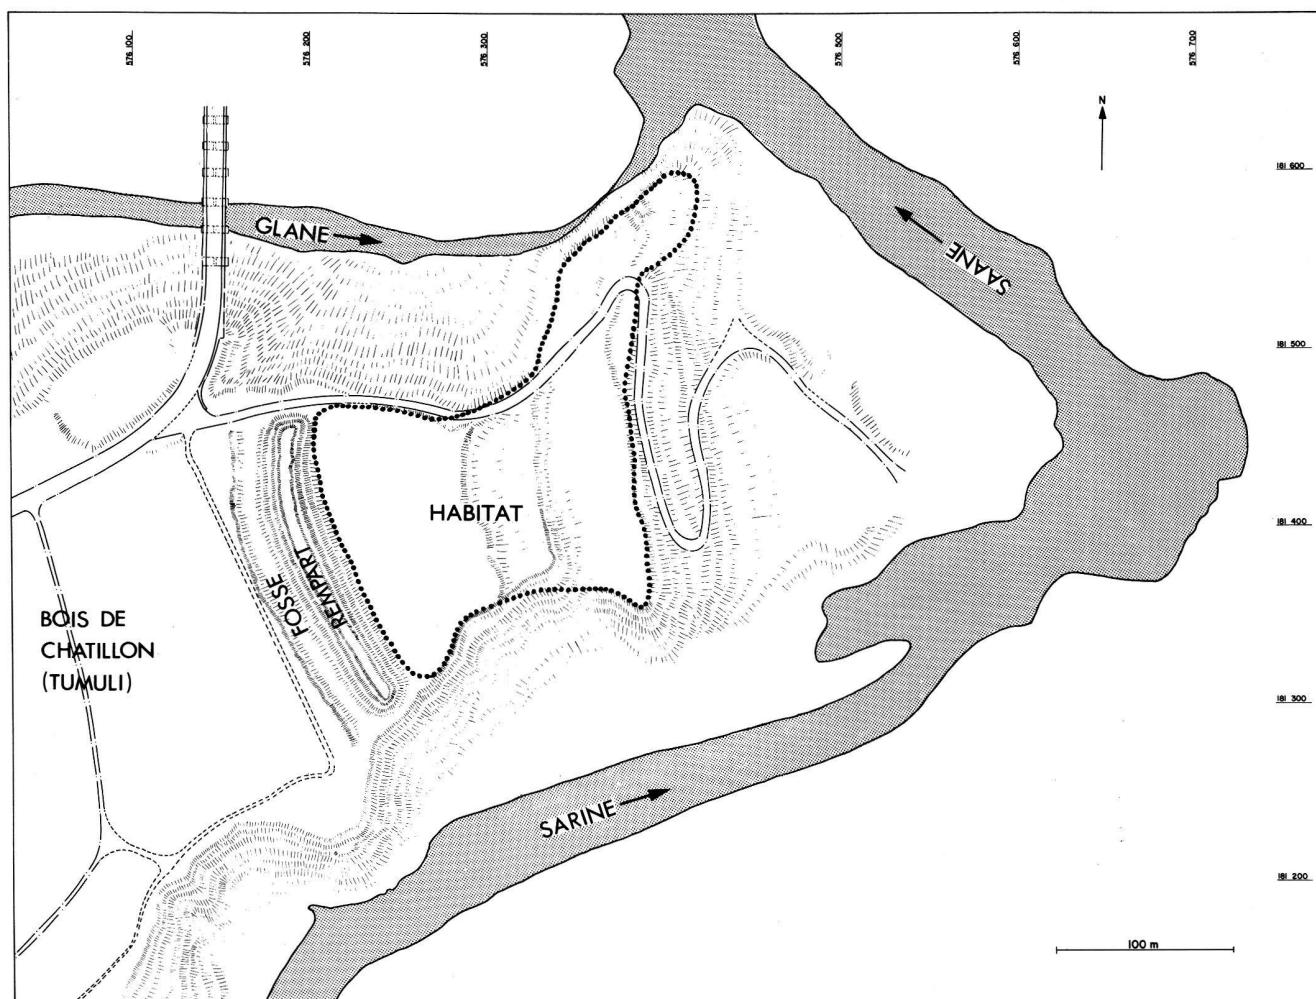 576.100
576.200
576.300
576.500
576.600
576.700
N
181 600
GLANE
SAANE
181 500
HABITAT
181 400
FOSSE
REMPART
BOIS DE
CHATILLON
(TUMULI)
181 300
SARINE
181 200
100 m